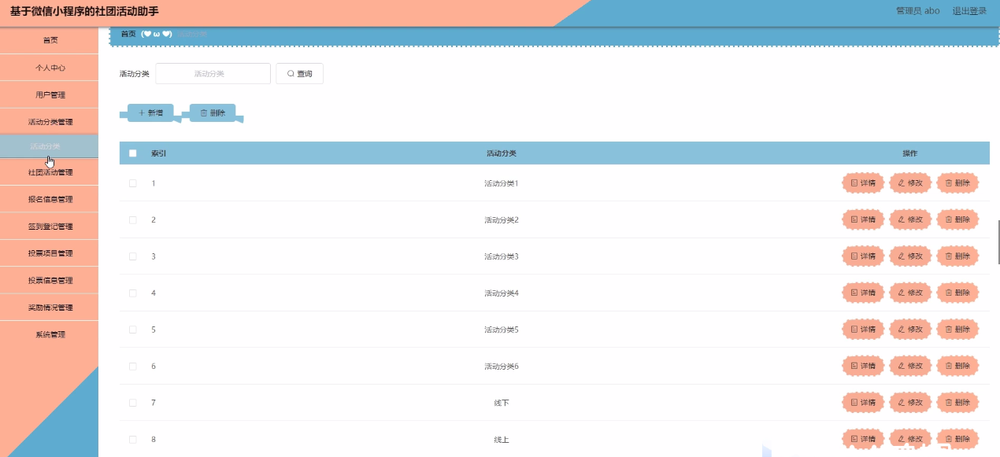 基于微信小程序的社团活动助手
管理员 abo 退出登录
首页 (❤ ω ❤) 活动分类
首页
个人中心
用户管理
活动分类管理
活动分类
社团活动管理
报名信息管理
签到登记管理
投票项目管理
投票信息管理
奖励情况管理
系统管理
活动分类 活动分类 查询
+ 新增 删除
索引 活动分类 操作
1 活动分类1 详情 修改 删除
2 活动分类2 详情 修改 删除
3 活动分类3 详情 修改 删除
4 活动分类4 详情 修改 删除
5 活动分类5 详情 修改 删除
6 活动分类6 详情 修改 删除
7 线下 详情 修改 删除
8 线上 详情 修改 删除